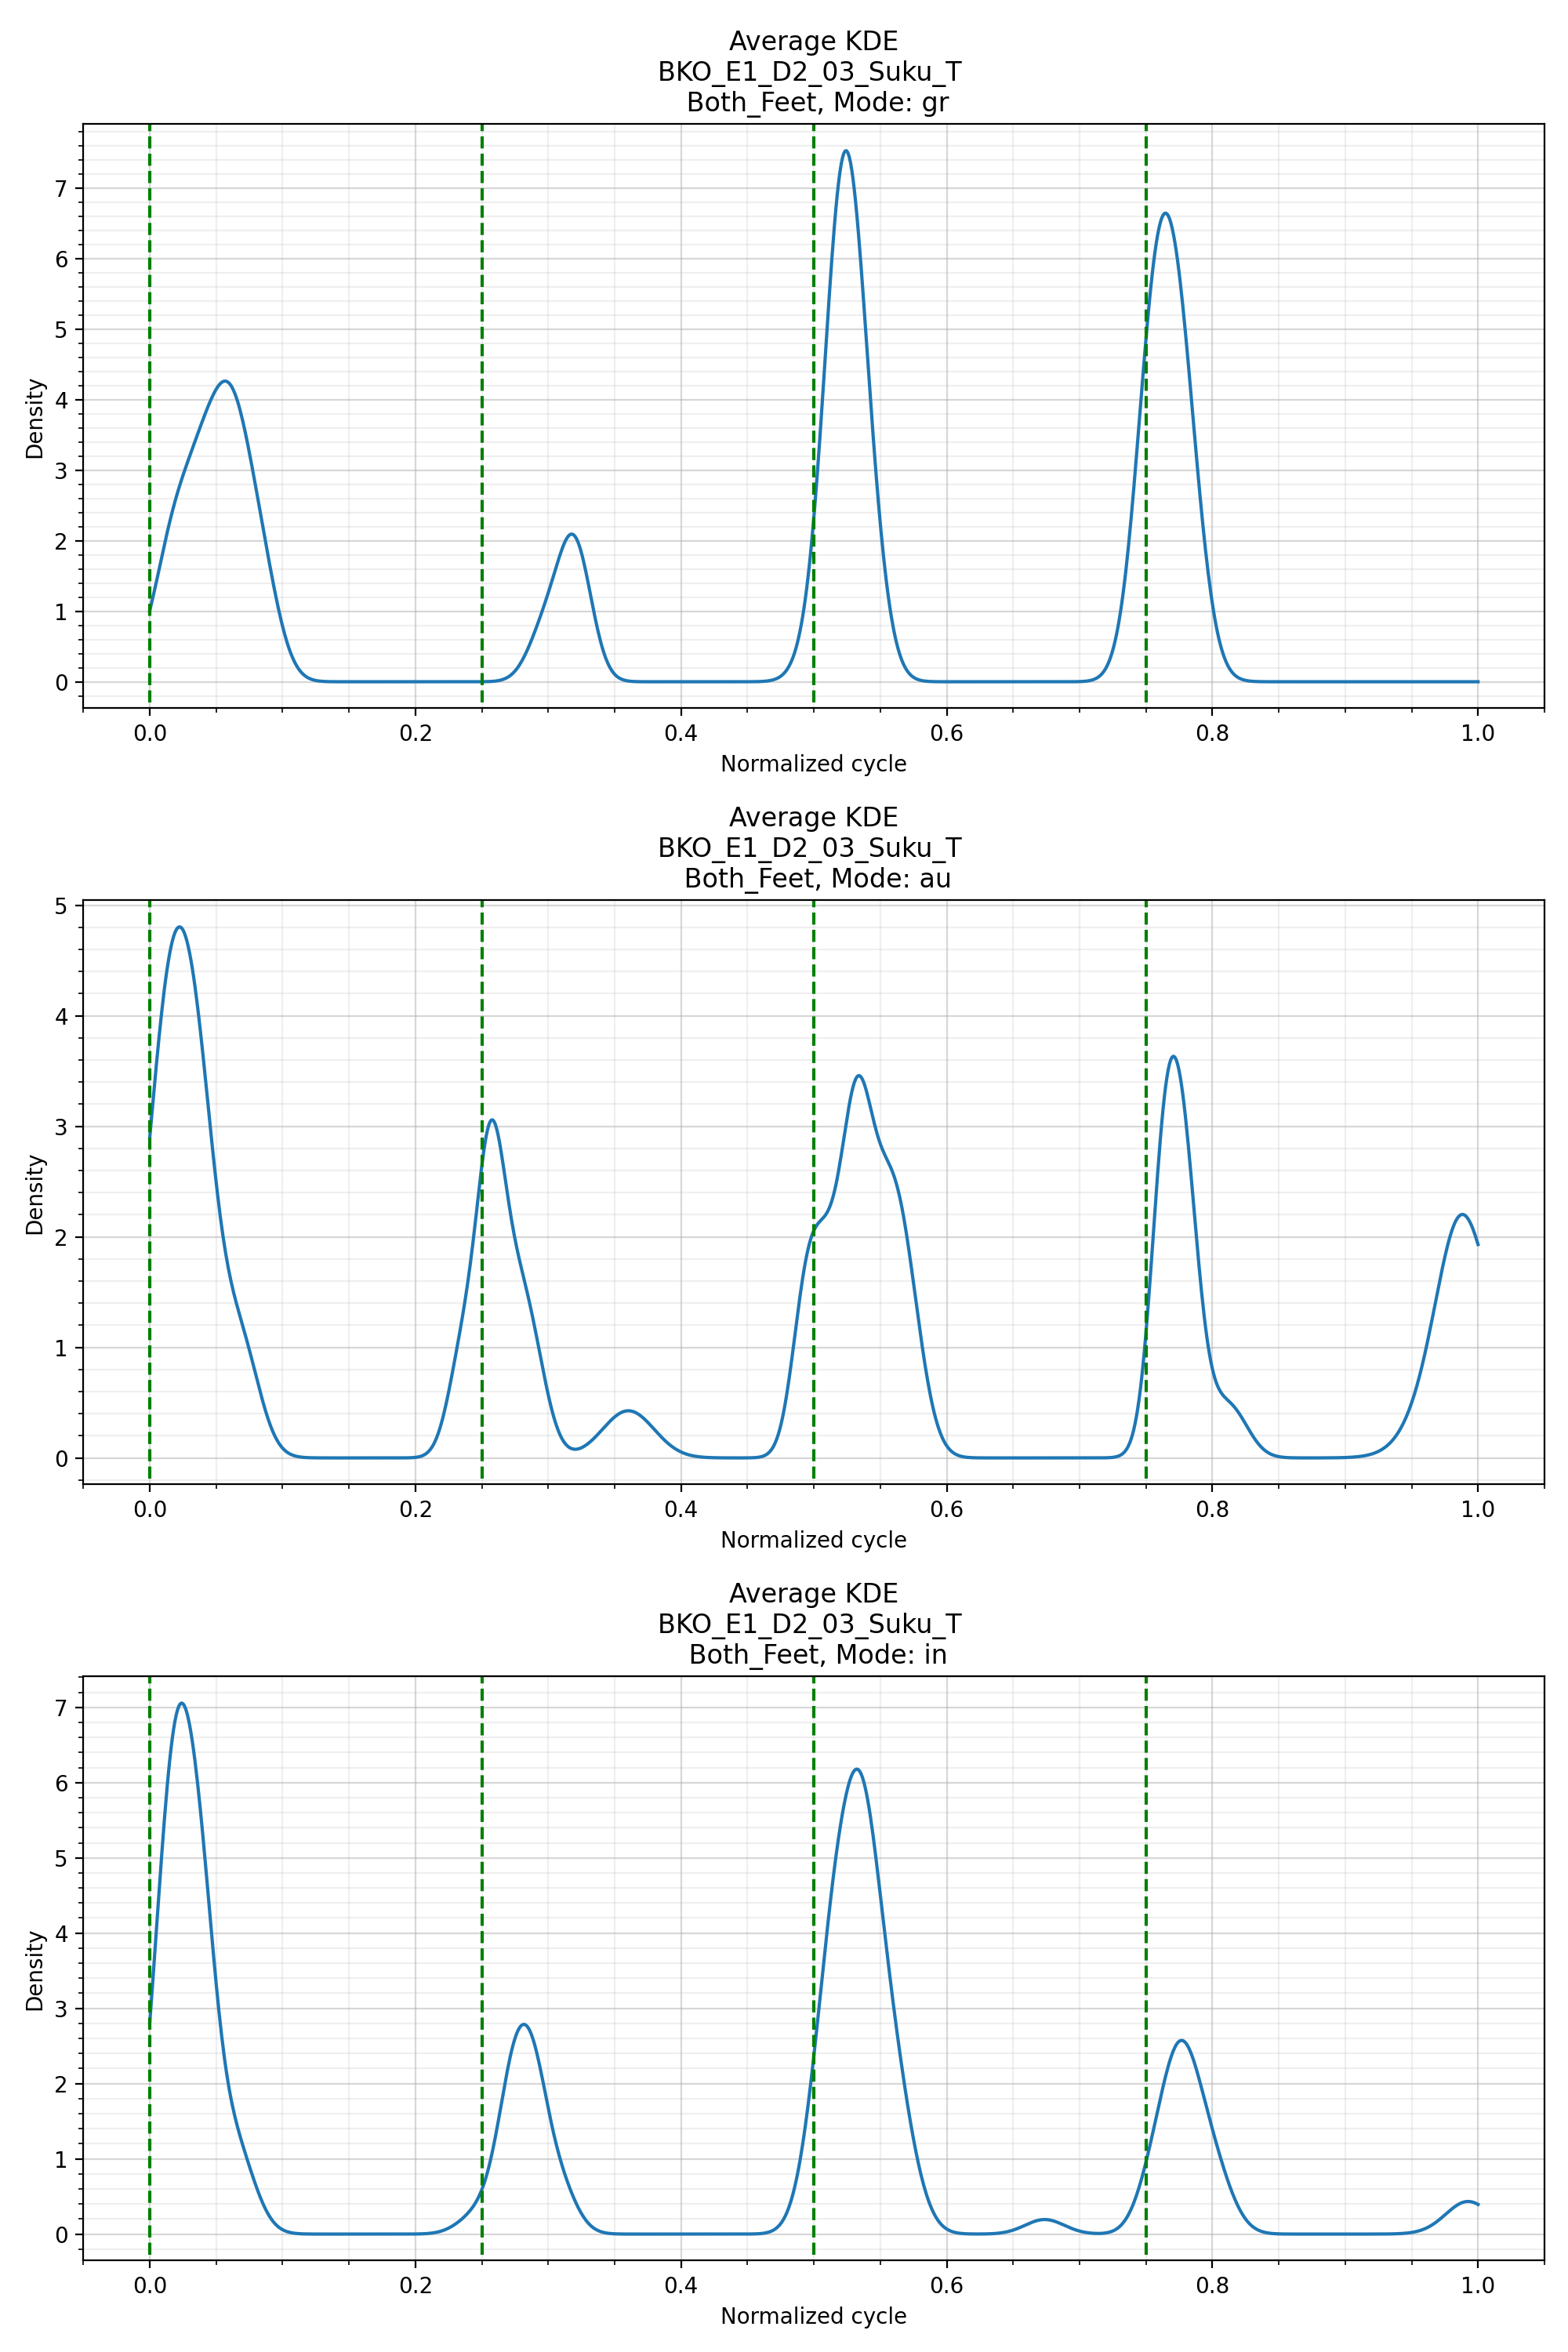 Average KDE
BKO_E1_D2_03_Suku_T
Both_Feet, Mode: gr
7
6
5
4
3
2
1
0
Density
0.0 0.2 0.4 0.6 0.8 1.0
Normalized cycle
Average KDE
BKO_E1_D2_03_Suku_T
Both_Feet, Mode: au
5
4
3
2
1
0
Density
0.0 0.2 0.4 0.6 0.8 1.0
Normalized cycle
Average KDE
BKO_E1_D2_03_Suku_T
Both_Feet, Mode: in
7
6
5
4
3
2
1
0
Density
0.0 0.2 0.4 0.6 0.8 1.0
Normalized cycle